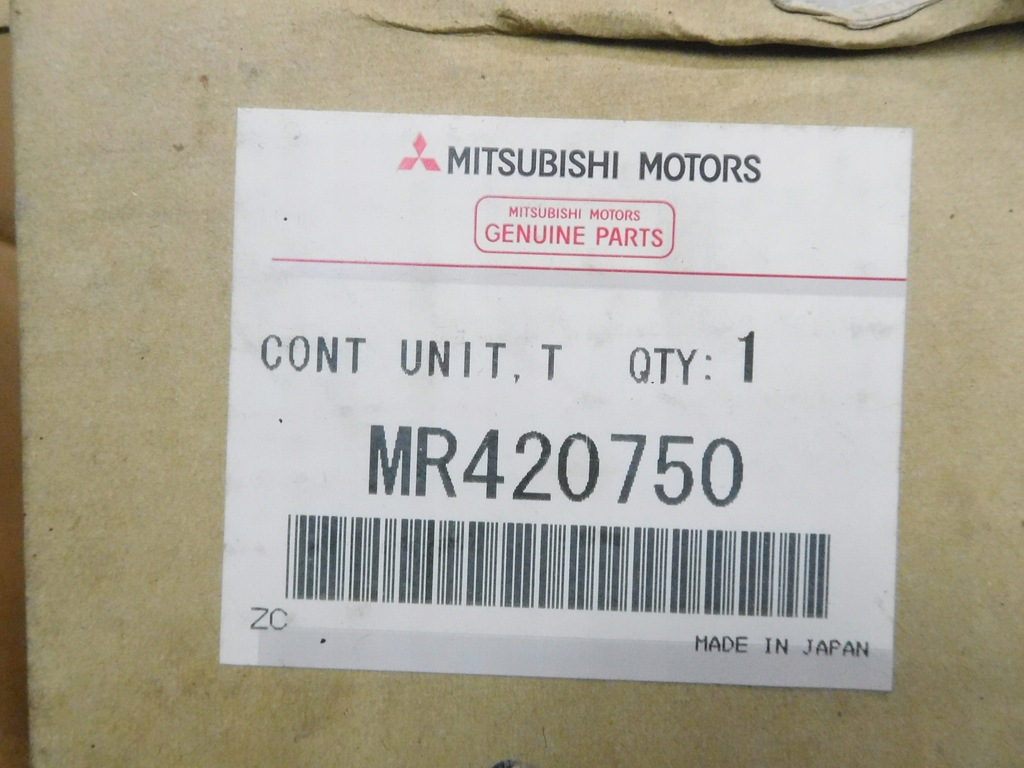 MITSUBISHI MOTORS
MITSUBISHI MOTORS
GENUINE PARTS
CONT UNIT, T QTY: 1
MR420750
ZC
MADE IN JAPAN